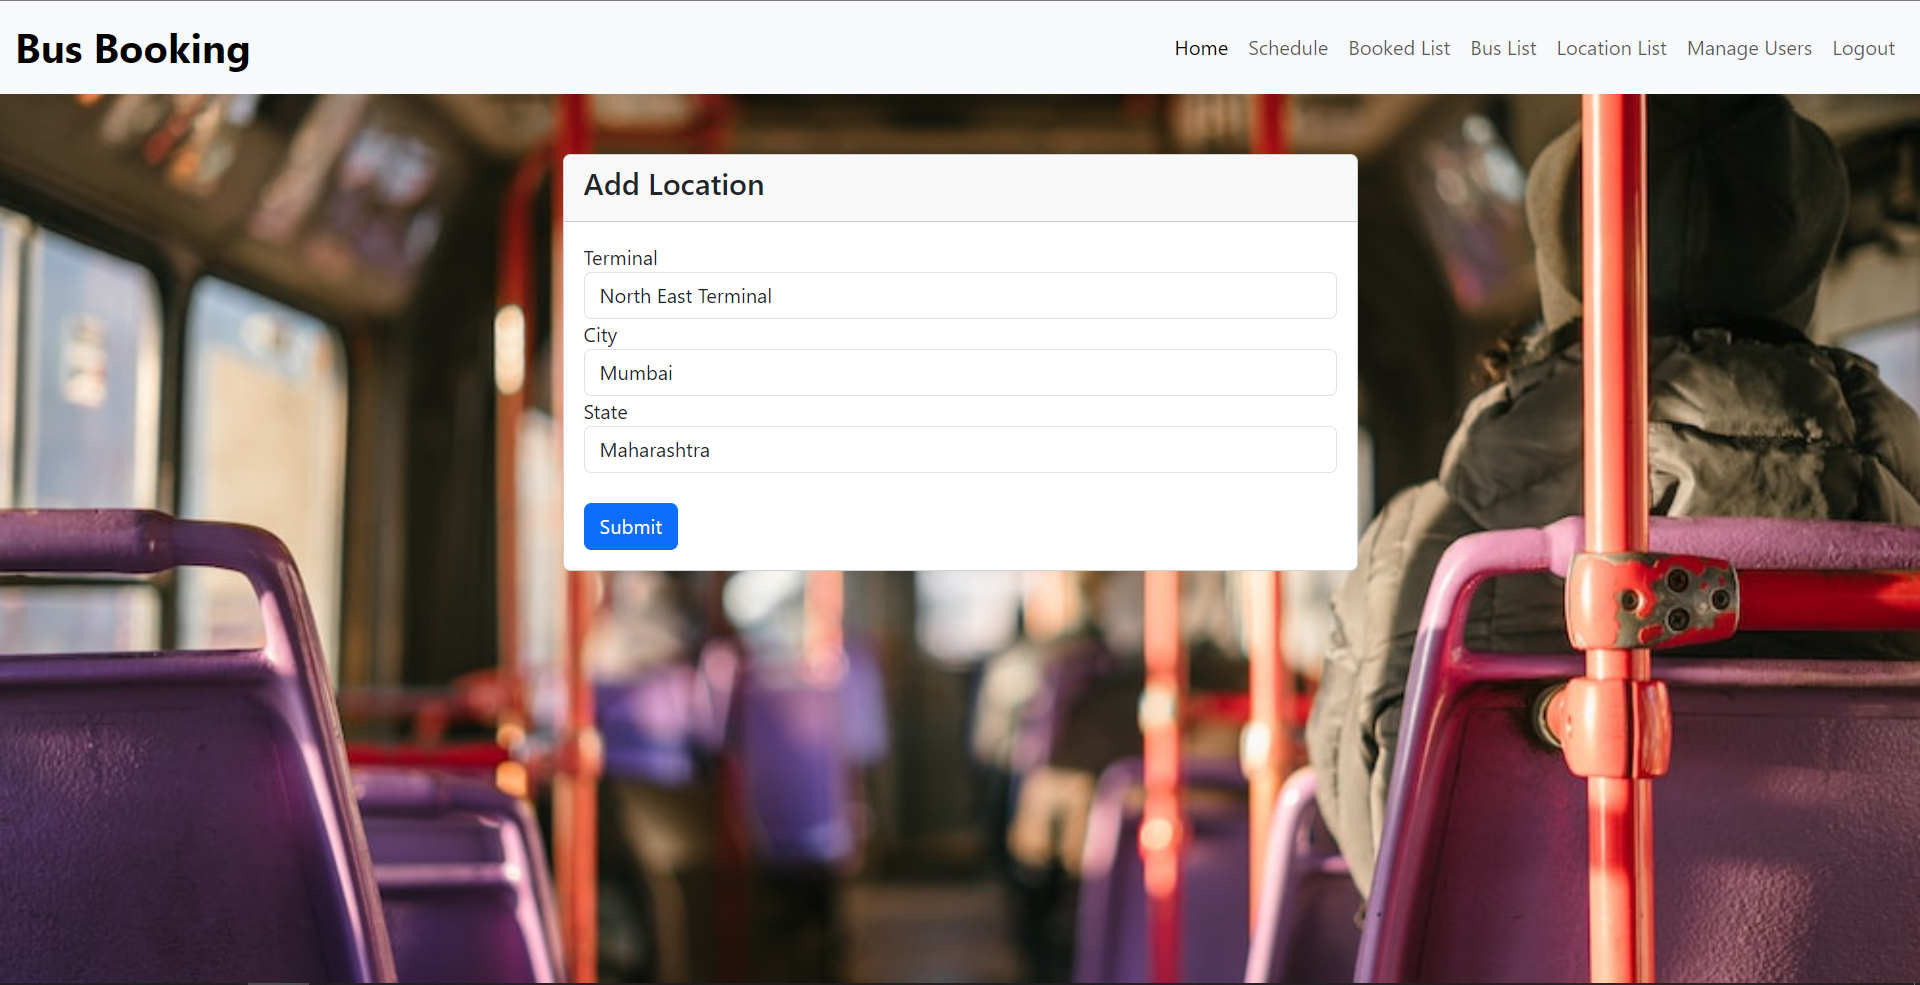 Bus Booking
Home Schedule Booked List Bus List Location List Manage Users Logout
Add Location
Terminal
North East Terminal
City
Mumbai
State
Maharashtra
Submit